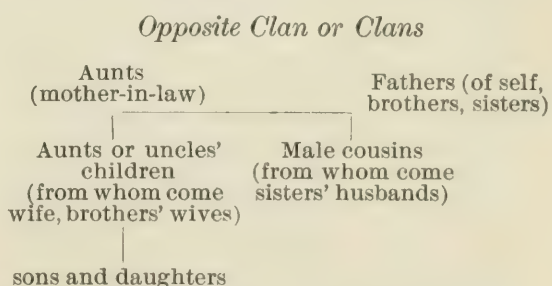 Opposite Clan or Clans
Aunts
(mother-in-law)
Fathers (of self,
brothers, sisters)
Aunts or uncles'
children
(from whom come
wife, brothers' wives)
Male cousins
(from whom come
sisters' husbands)
sons and daughters